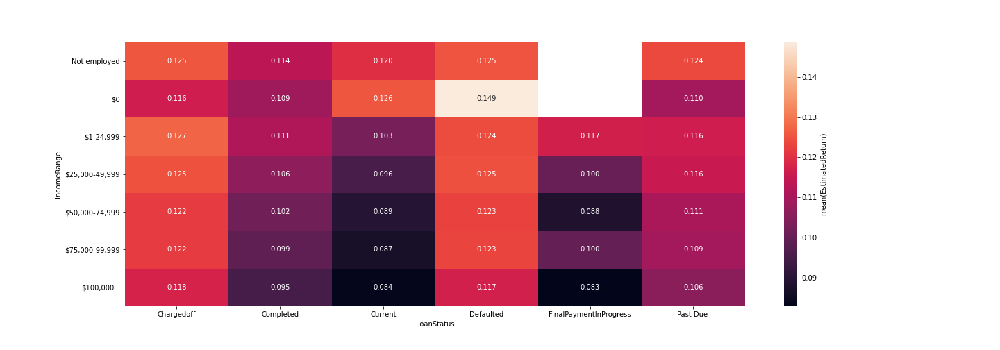 Not employed 0.125 0.114 0.120 0.125 0.124
$0 0.116 0.109 0.126 0.149 0.110
$1-24,999 0.127 0.111 0.103 0.124 0.117 0.116
$25,000-49,999 0.125 0.106 0.096 0.125 0.100 0.116
$50,000-74,999 0.122 0.102 0.089 0.123 0.088 0.111
$75,000-99,999 0.122 0.099 0.087 0.123 0.100 0.109
$100,000+ 0.118 0.095 0.084 0.117 0.083 0.106
IncomeRange
Chargedoff Completed Current Defaulted FinalPaymentInProgress Past Due
LoanStatus
0.14
0.13
0.12
0.11
0.10
0.09
mean(EstimatedReturn)